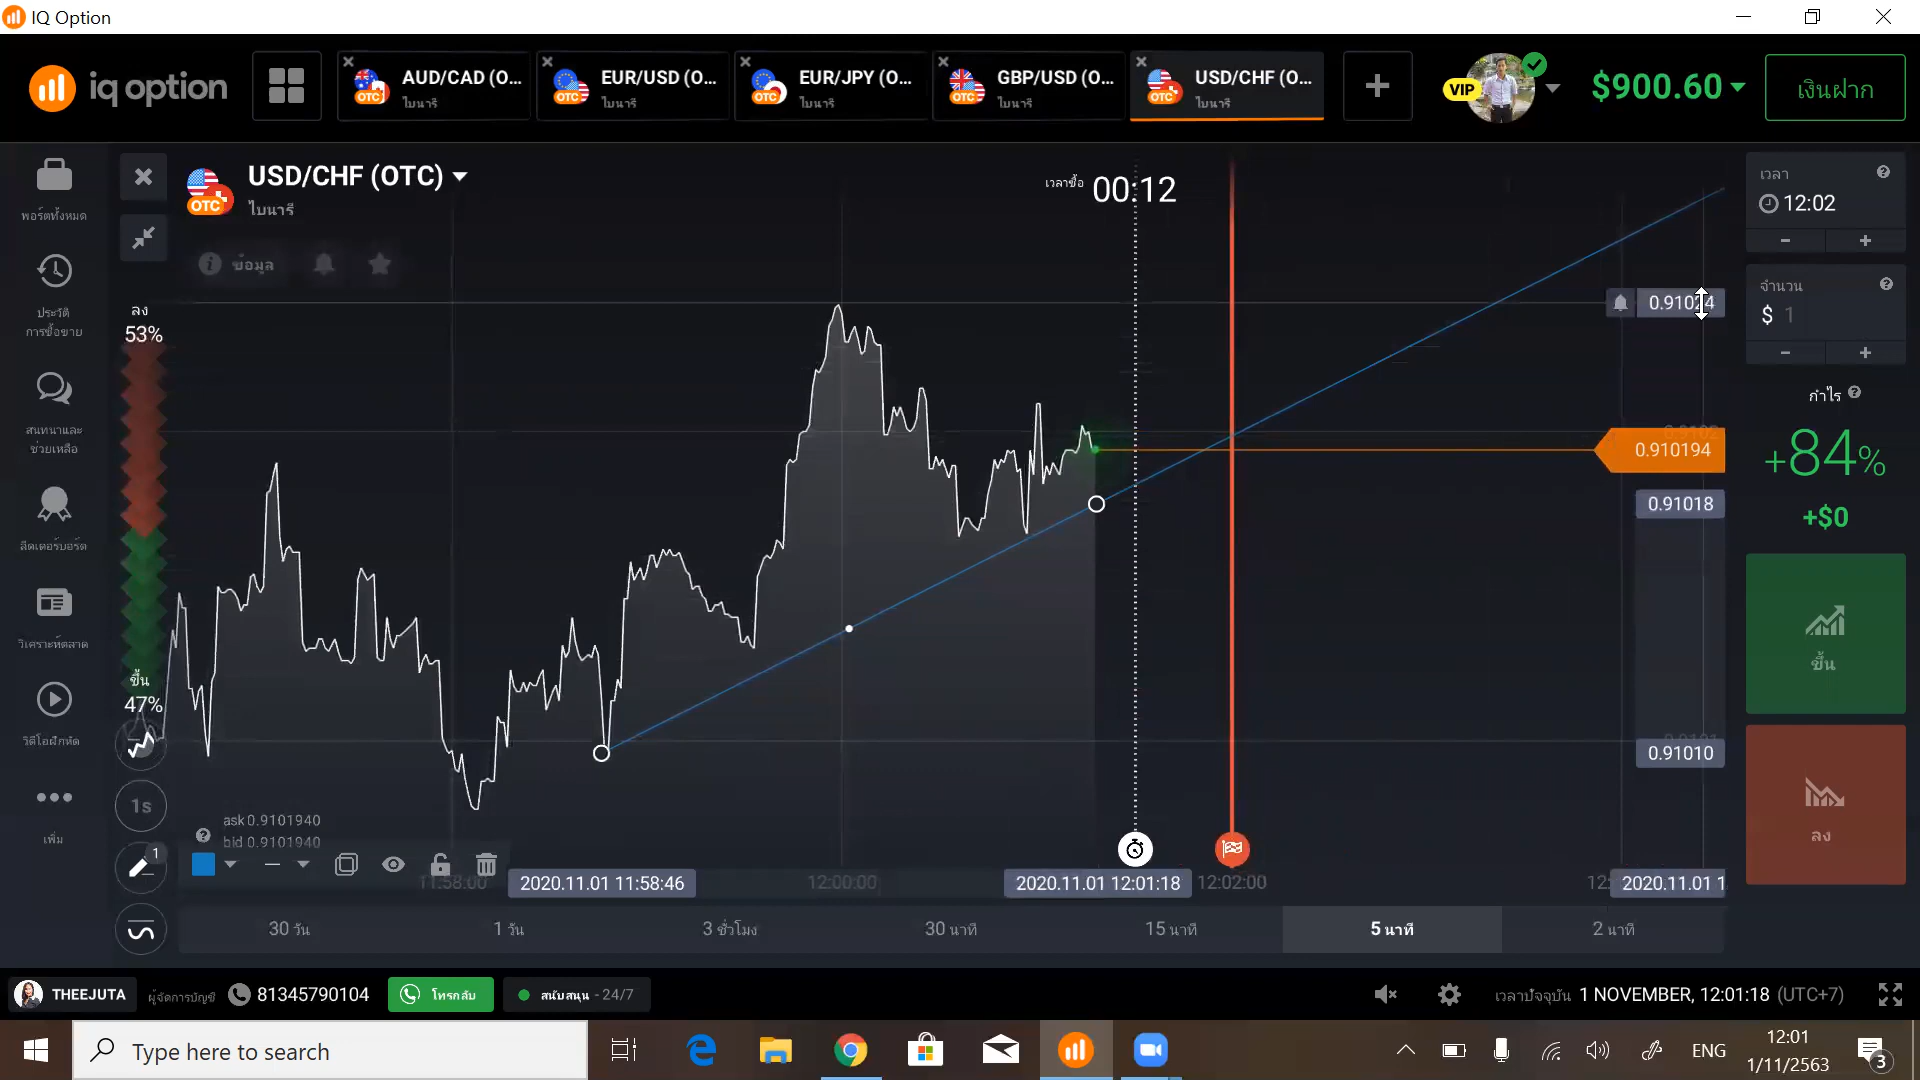 IQ Option
iq option
AUD/CAD (O...
ไบนารี
EUR/USD (O...
ไบนารี
EUR/JPY (O...
ไบนารี
GBP/USD (O...
ไบนารี
USD/CHF (O...
ไบนารี
VIP
$900.60
เงินฝาก
พอร์ตทั้งหมด
ประวัติ
การซื้อขาย
สนทนาและ
ช่วยเหลือ
ลีดเดอร์บอร์ด
วิเคราะห์ตลาด
วิดีโอฝึกหัด
เพิ่ม
USD/CHF (OTC)
OTC
ไบนารี
ข้อมูล
เวลาซื้อ 00:12
ลง
53%
ขึ้น
47%
1s
1
ask 0.9101940
bid 0.9101940
0.91024
0.910194
0.91018
0.91010
11:58:00
2020.11.01 11:58:46
12:00:00
2020.11.01 12:01:18
12:02:00
2020.11.01 1
30 วัน
1 วัน
3 ชั่วโมง
30 นาที
15 นาที
5 นาที
2 นาที
เวลา
12:02
จำนวน
$ 1
กำไร
+84%
+$0
ขึ้น
ลง
THEEJUTA
ผู้จัดการบัญชี
81345790104
โทรกลับ
สนับสนุน - 24/7
เวลาปัจจุบัน 1 NOVEMBER, 12:01:18 (UTC+7)
Type here to search
ENG
12:01
1/11/2563
3